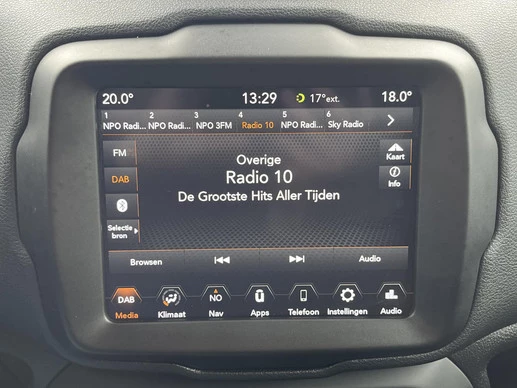 20.0° 13:29 17°ext. 18.0°
1 2 3 4 5 6
NPO Radi... NPO Radi... NPO 3FM Radio 10 NPO Radi... Sky Radio
FM
DAB
Selectie
bron
Overige
Radio 10
De Grootste Hits Aller Tijden
Kaart
Info
Browsen Audio
DAB NO
Media Klimaat Nav Apps Telefoon Instellingen Audio